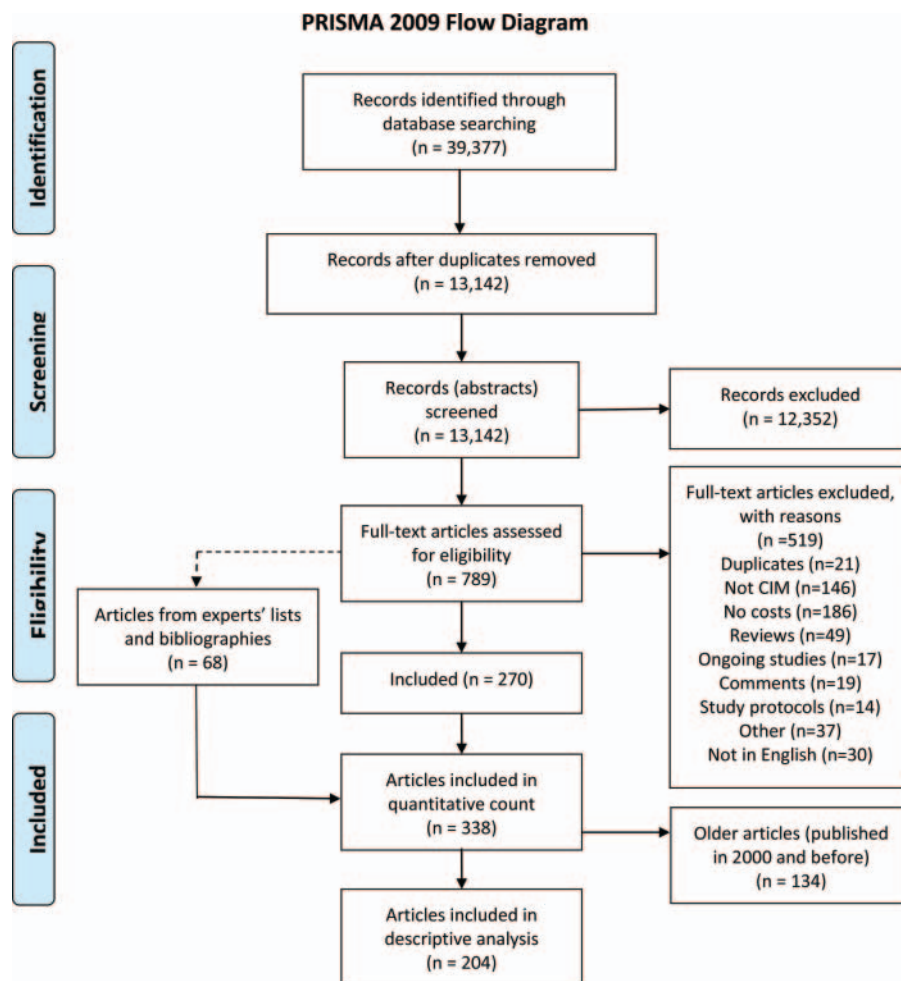 PRISMA 2009 Flow Diagram
Identification
Records identified through
database searching
(n = 39,377)
Records after duplicates removed
(n = 13,142)
Screening
Records (abstracts)
screened
(n = 13,142)
Records excluded
(n = 12,352)
Eligibility
Full-text articles assessed
for eligibility
(n = 789)
Full-text articles excluded,
with reasons
(n =519)
Duplicates (n=21)
Not CIM (n=146)
No costs (n=186)
Reviews (n=49)
Ongoing studies (n=17)
Comments (n=19)
Study protocols (n=14)
Other (n=37)
Not in English (n=30)
Articles from experts’ lists
and bibliographies
(n = 68)
Included (n = 270)
Included
Articles included in
quantitative count
(n = 338)
Older articles (published
in 2000 and before)
(n = 134)
Articles included in
descriptive analysis
(n = 204)